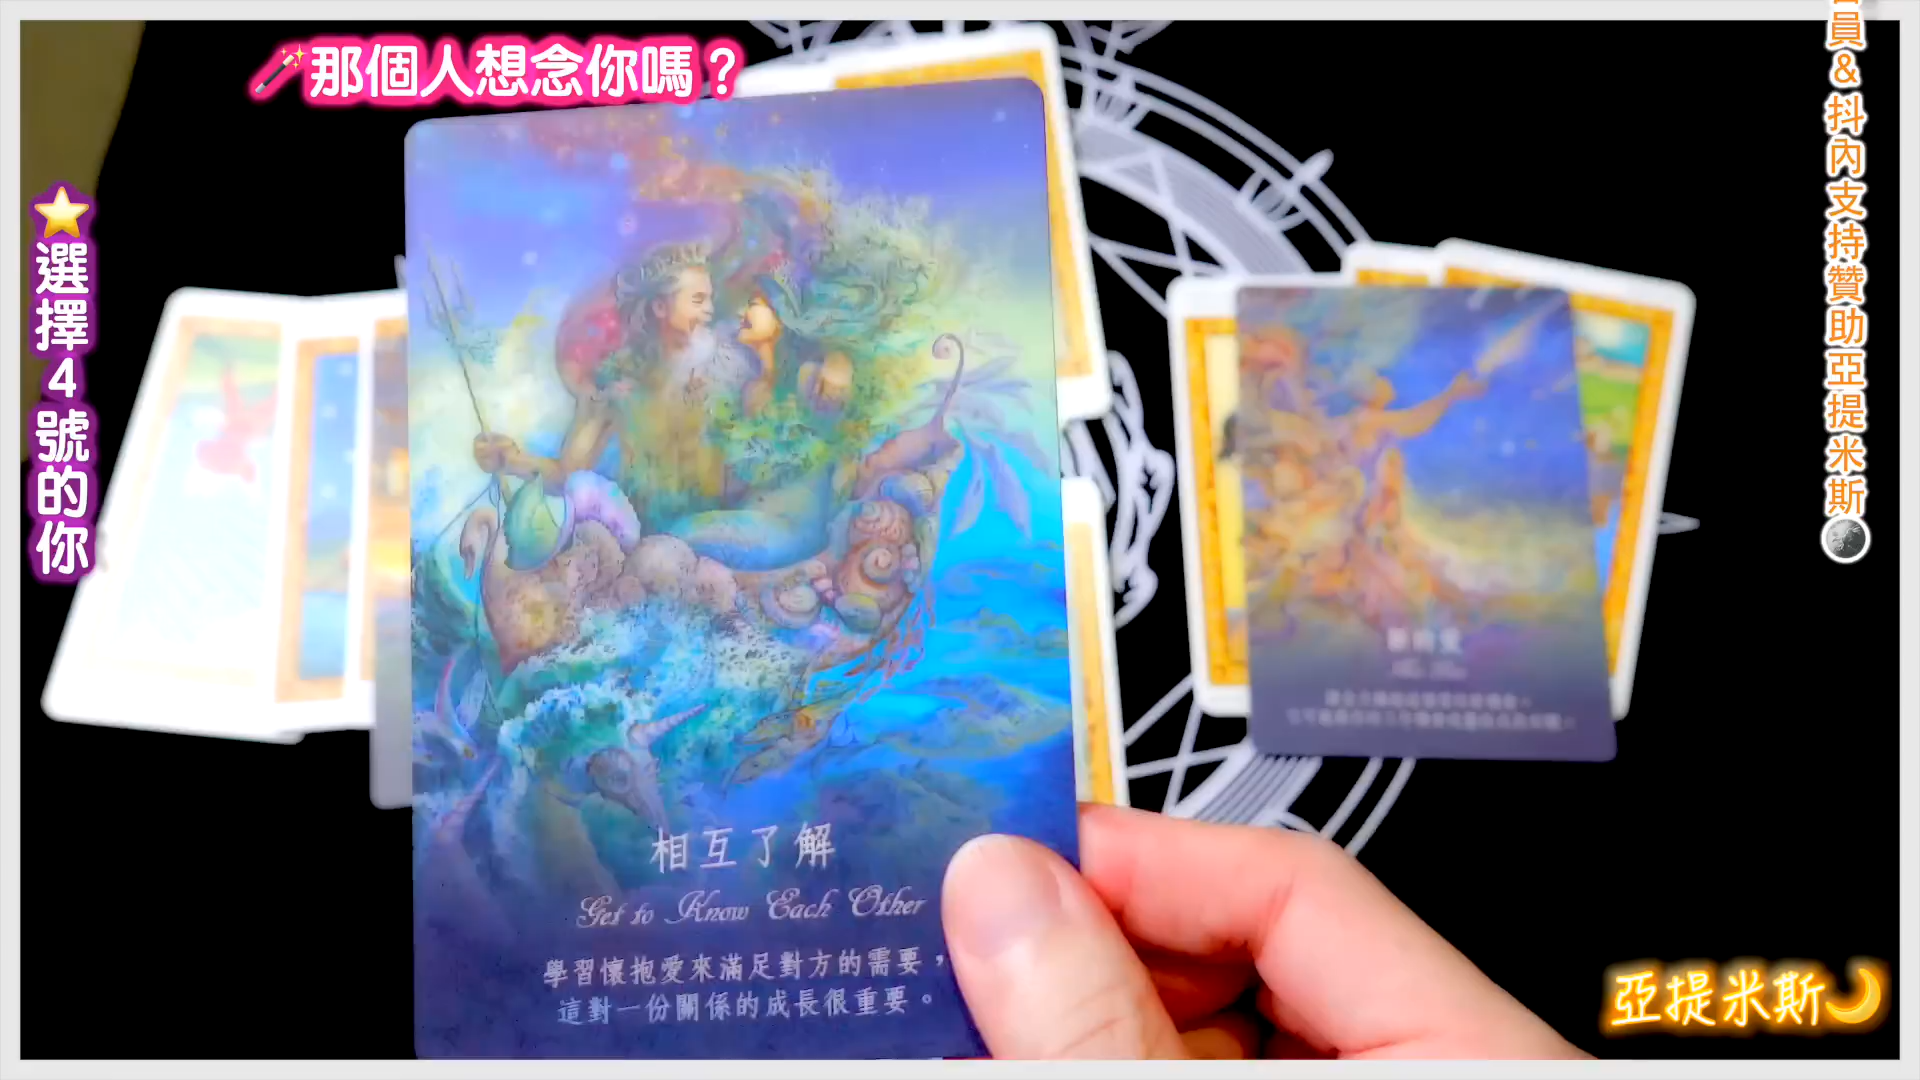 🪄那個人想念你嗎？
⭐選擇4號的你
員&抖內支持贊助亞提米斯🌑
相互了解
Get to Know Each Other
學習懷抱愛來滿足對方的需要，
這對一份關係的成長很重要。
亞提米斯🌙